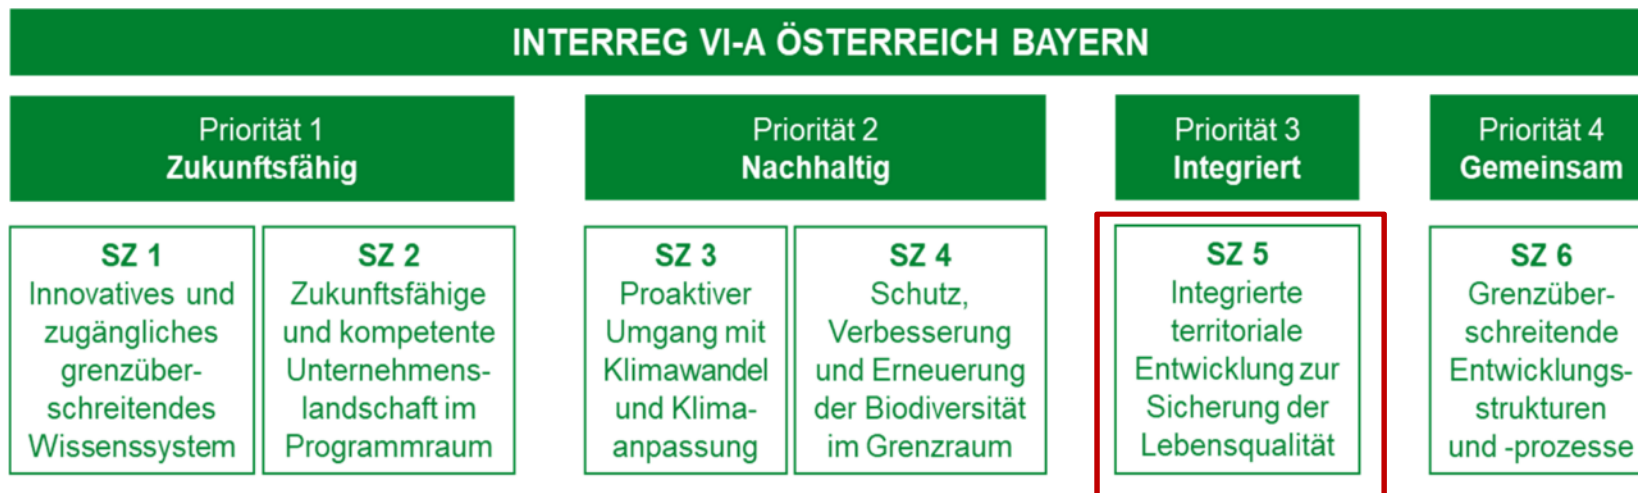 INTERREG VI-A ÖSTERREICH BAYERN
Priorität 1
Zukunftsfähig
Priorität 2
Nachhaltig
Priorität 3
Integriert
Priorität 4
Gemeinsam
SZ 1
Innovatives und
zugängliches
grenzüber-
schreitendes
Wissenssystem
SZ 2
Zukunftsfähige
und kompetente
Unternehmens-
landschaft im
Programmraum
SZ 3
Proaktiver
Umgang mit
Klimawandel
und Klima-
anpassung
SZ 4
Schutz,
Verbesserung
und Erneuerung
der Biodiversität
im Grenzraum
SZ 5
Integrierte
territoriale
Entwicklung zur
Sicherung der
Lebensqualität
SZ 6
Grenzüber-
schreitende
Entwicklungs-
strukturen
und -prozesse